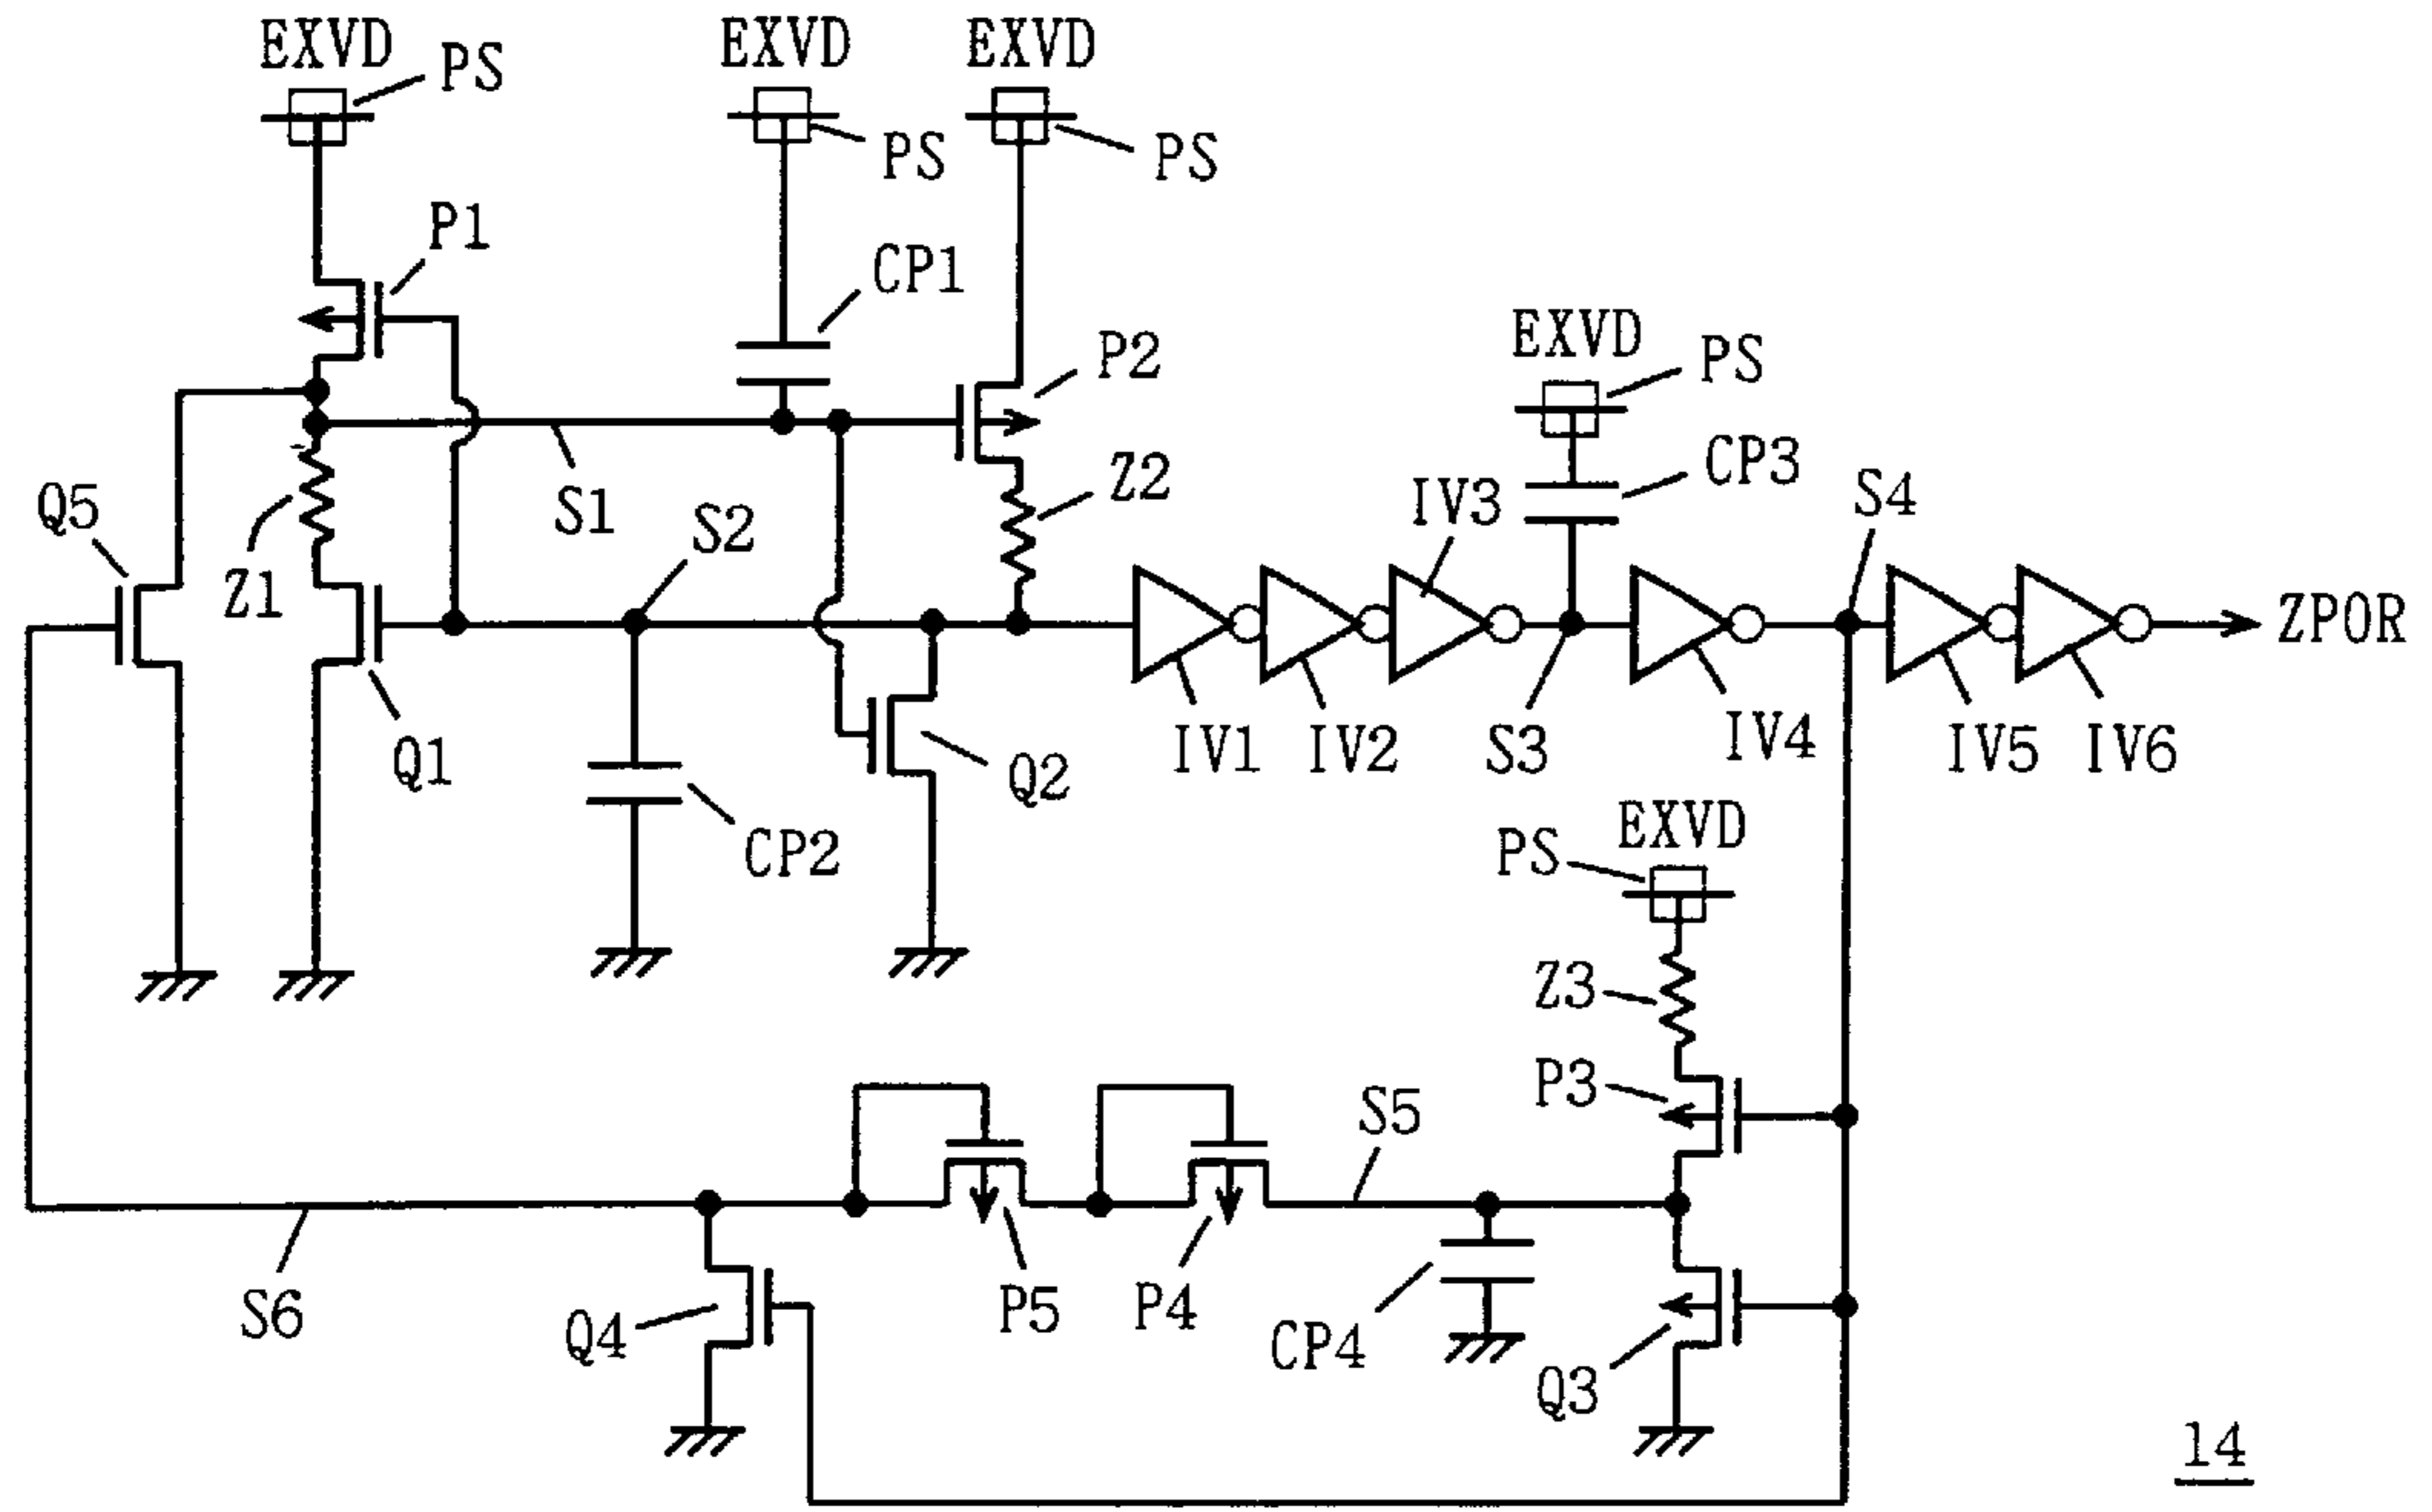 EXVD
PS
EXVD
PS
EXVD
PS
P1
CP1
P2
EXVD
PS
CP3
Q5
Z1
S1
S2
Z2
IV3
S4
ZPOR
Q1
CP2
Q2
IV1
IV2
S3
IV4
IV5
IV6
EXVD
PS
Z3
P3
S5
S6
Q4
P5
P4
CP4
Q3
14